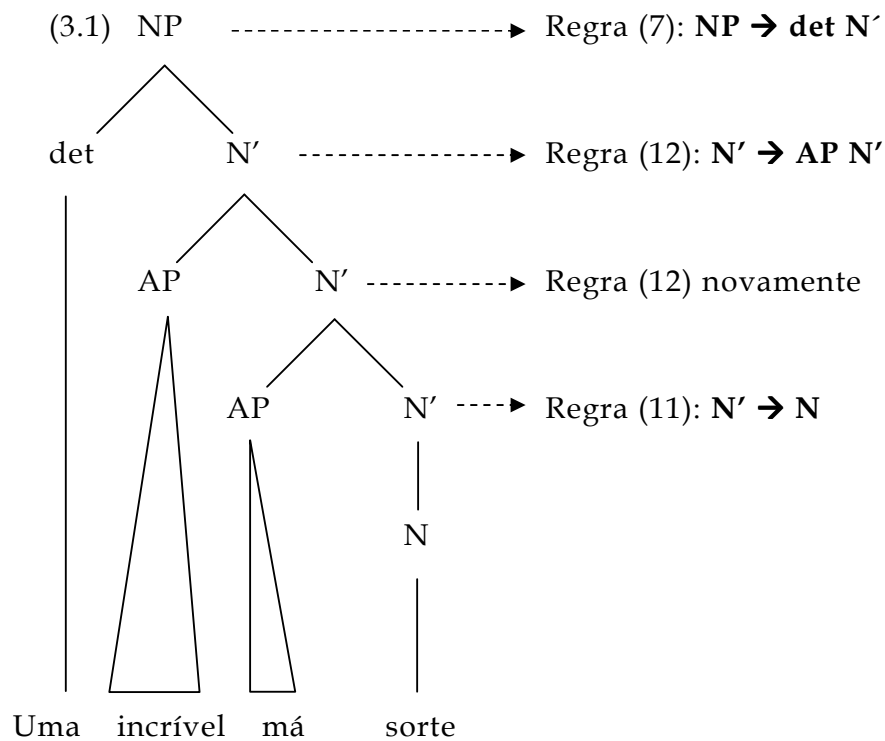 (3.1) NP Regra (7): NP → det N´
det N’ Regra (12): N’ → AP N’
AP N’ Regra (12) novamente
AP N’ Regra (11): N’ → N
N
Uma incrível má sorte